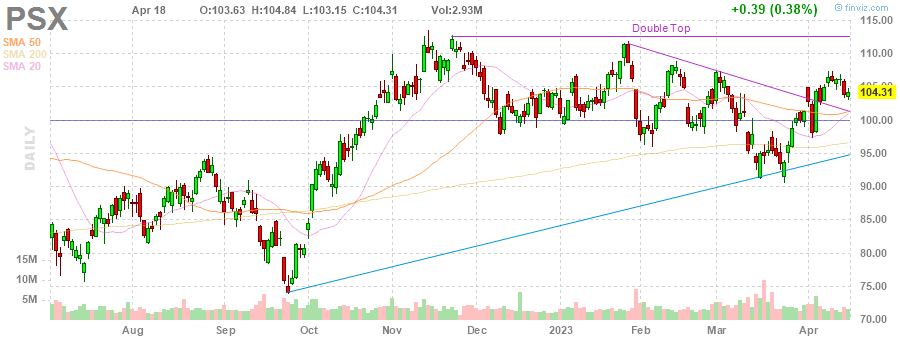 PSX Apr 18 O:103.63 H:104.84 L:103.15 C:104.31 Vol:2.93M +0.39 (0.38%) © finviz.com
SMA 50
SMA 200
SMA 20
Double Top
DAILY
115.00
110.00
105.00
104.31
100.00
95.00
90.00
85.00
80.00
75.00
70.00
15M
10M
5M
Aug Sep Oct Nov Dec 2023 Feb Mar Apr